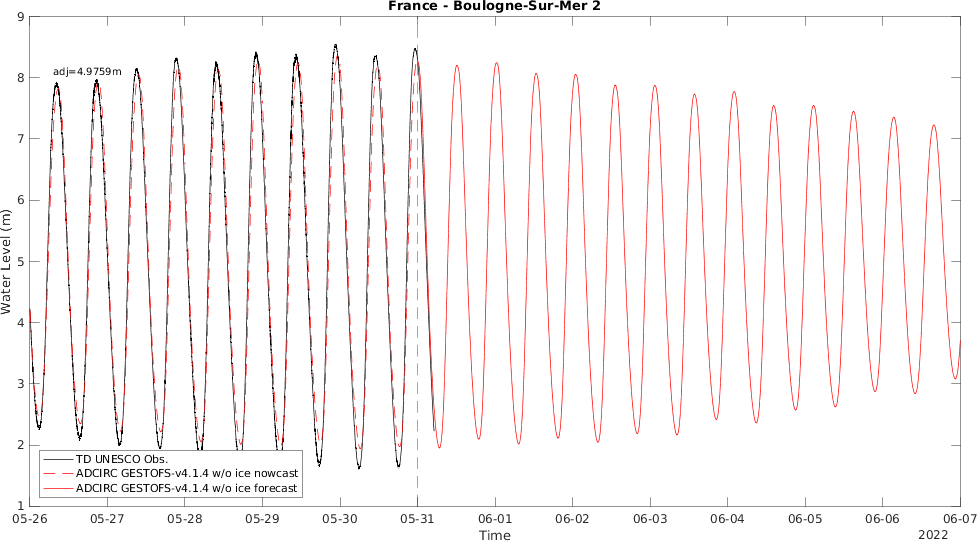 France - Boulogne-Sur-Mer 2
9
8
7
6
5
4
3
2
1
Water Level (m)
adj=4.9759m
TD UNESCO Obs.
ADCIRC GESTOFS-v4.1.4 w/o ice nowcast
ADCIRC GESTOFS-v4.1.4 w/o ice forecast
05-26 05-27 05-28 05-29 05-30 05-31 06-01 06-02 06-03 06-04 06-05 06-06 06-07
Time
2022